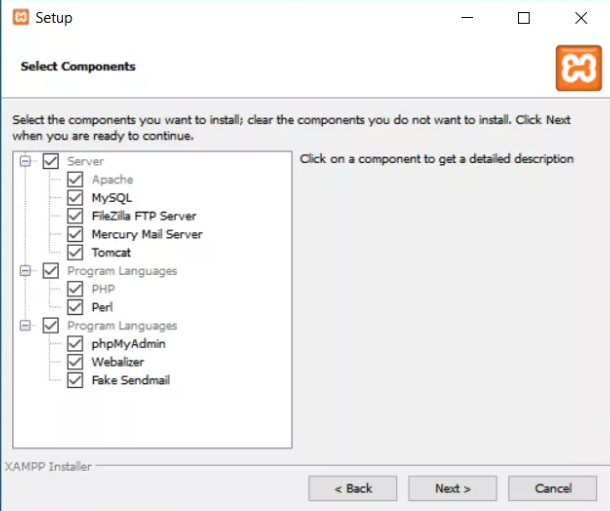 Setup
Select Components
Select the components you want to install; clear the components you do not want to install. Click Next
when you are ready to continue.
Server
Apache
MySQL
FileZilla FTP Server
Mercury Mail Server
Tomcat
Program Languages
PHP
Perl
Program Languages
phpMyAdmin
Webalizer
Fake Sendmail
Click on a component to get a detailed description
XAMPP Installer
< Back
Next >
Cancel